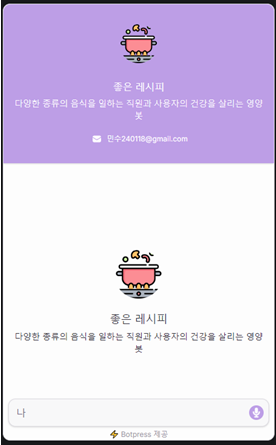 좋은 레시피
다양한 종류의 음식을 일하는 직원과 사용자의 건강을 살리는 영양
봇
민수240118@gmail.com
좋은 레시피
다양한 종류의 음식을 일하는 직원과 사용자의 건강을 살리는 영양
봇
나
Botpress 제공